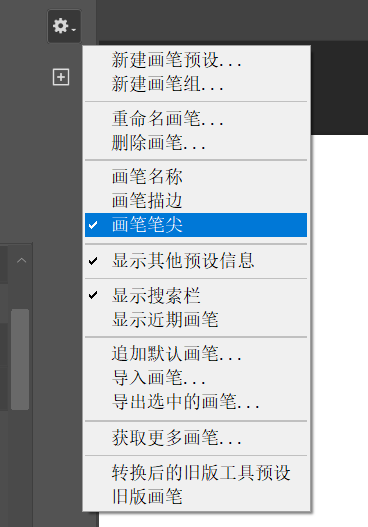 新建画笔预设...
新建画笔组...
重命名画笔...
删除画笔...
画笔名称
画笔描边
画笔笔尖
显示其他预设信息
显示搜索栏
显示近期画笔
追加默认画笔...
导入画笔...
导出选中的画笔...
获取更多画笔...
转换后的旧版工具预设
旧版画笔